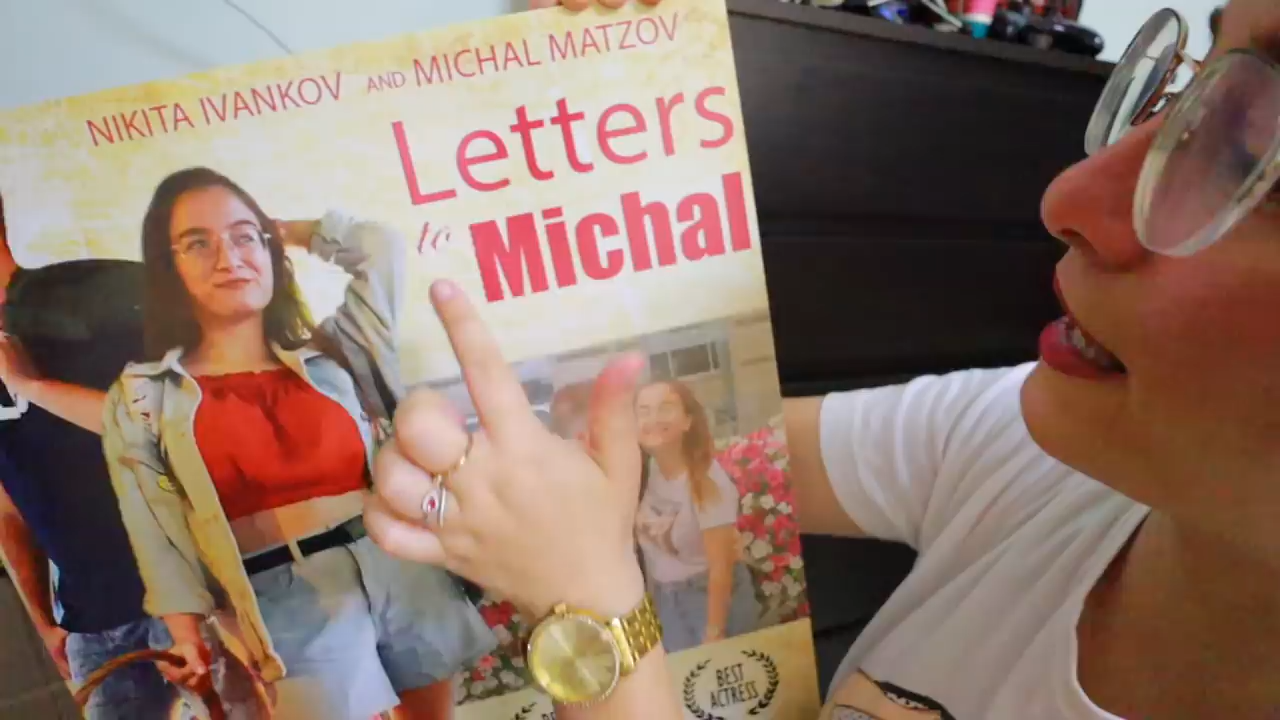 NIKITA IVANKOV AND MICHAL MATZOV
Letters
to Michal
BEST
ACTRESS